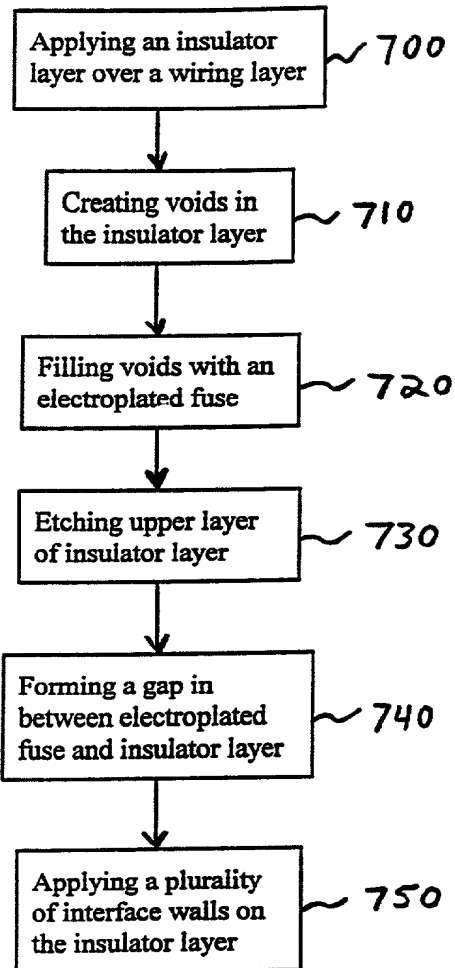 Applying an insulator
layer over a wiring layer
700
Creating voids in
the insulator layer
710
Filling voids with an
electroplated fuse
720
Etching upper layer
of insulator layer
730
Forming a gap in
between electroplated
fuse and insulator layer
740
Applying a plurality
of interface walls on
the insulator layer
750